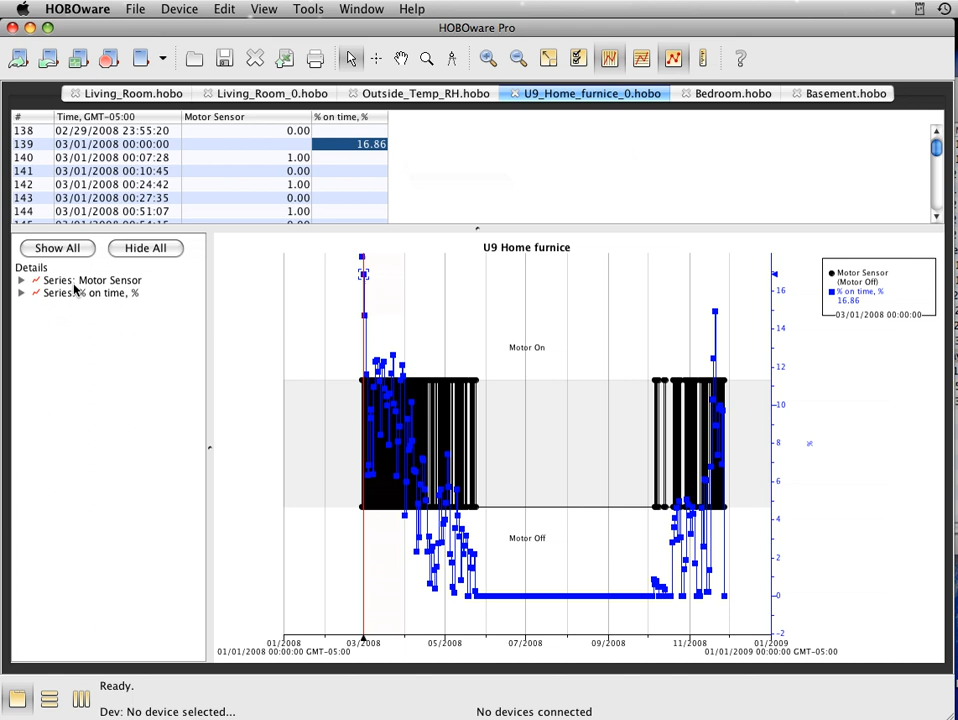 HOBOware File Device Edit View Tools Window Help
HOBOware Pro
Living_Room.hobo Living_Room_0.hobo Outside_Temp_RH.hobo U9_Home_furnice_0.hobo Bedroom.hobo Basement.hobo
# Time, GMT-05:00 Motor Sensor % on time, %
138 02/29/2008 23:55:20 0.00
139 03/01/2008 00:00:00 16.86
140 03/01/2008 00:07:28 1.00
141 03/01/2008 00:10:45 0.00
142 03/01/2008 00:24:42 1.00
143 03/01/2008 00:27:35 0.00
144 03/01/2008 00:51:07 1.00
145 03/01/2008 00:54:15 0.00
Show All Hide All
Details
Series: Motor Sensor
Series: % on time, %
U9 Home furnice
Motor On
Motor Off
16
14
12
10
8
6
4
2
0
-2
%
Motor Sensor
(Motor Off)
% on time, %
16.86
03/01/2008 00:00:00
01/2008 03/2008 05/2008 07/2008 09/2008 11/2008 01/2009
01/01/2008 00:00:00 GMT-05:00 01/01/2009 00:00:00 GMT-05:00
Ready.
Dev: No device selected... No devices connected